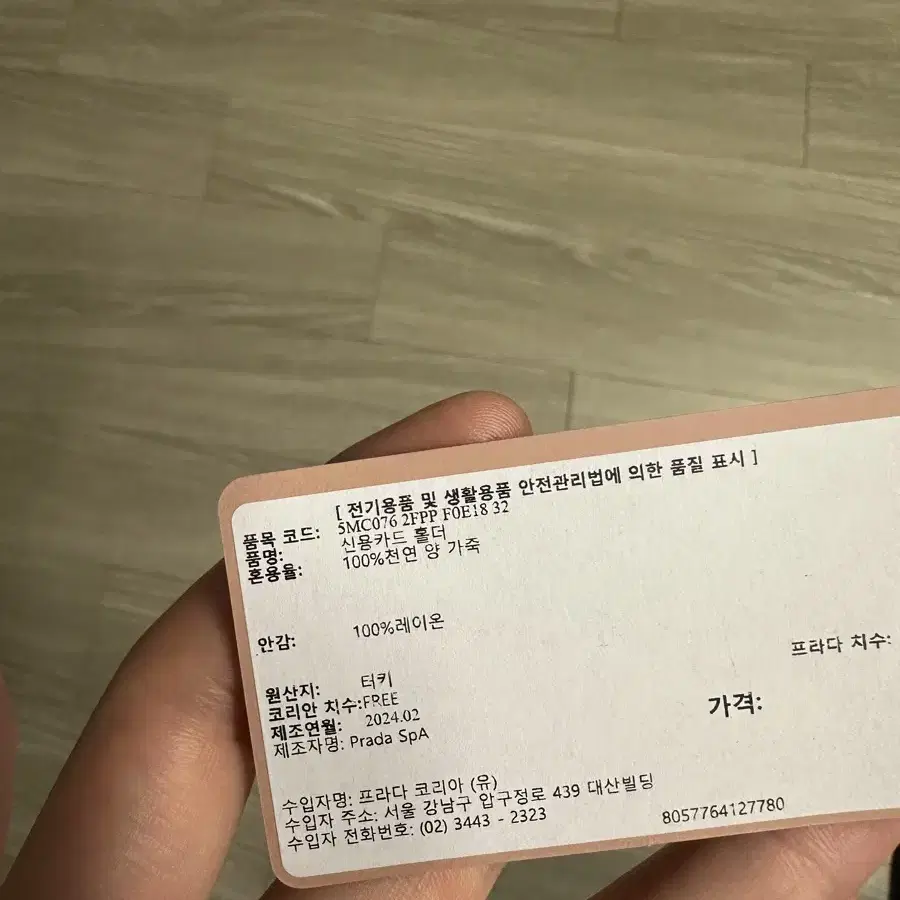 [ 전기용품 및 생활용품 안전관리법에 의한 품질 표시 ]
품목 코드: 5MC076 2FPP F0E18 32
품명: 신용카드 홀더
혼용율: 100%천연 양 가죽
안감: 100%레이온
프라다 치수:
원산지: 터키
코리안 치수:FREE
가격:
제조연월: 2024.02
제조자명: Prada SpA
수입자명: 프라다 코리아 (유)
수입자 주소: 서울 강남구 압구정로 439 대산빌딩
수입자 전화번호: (02) 3443 - 2323
8057764127780